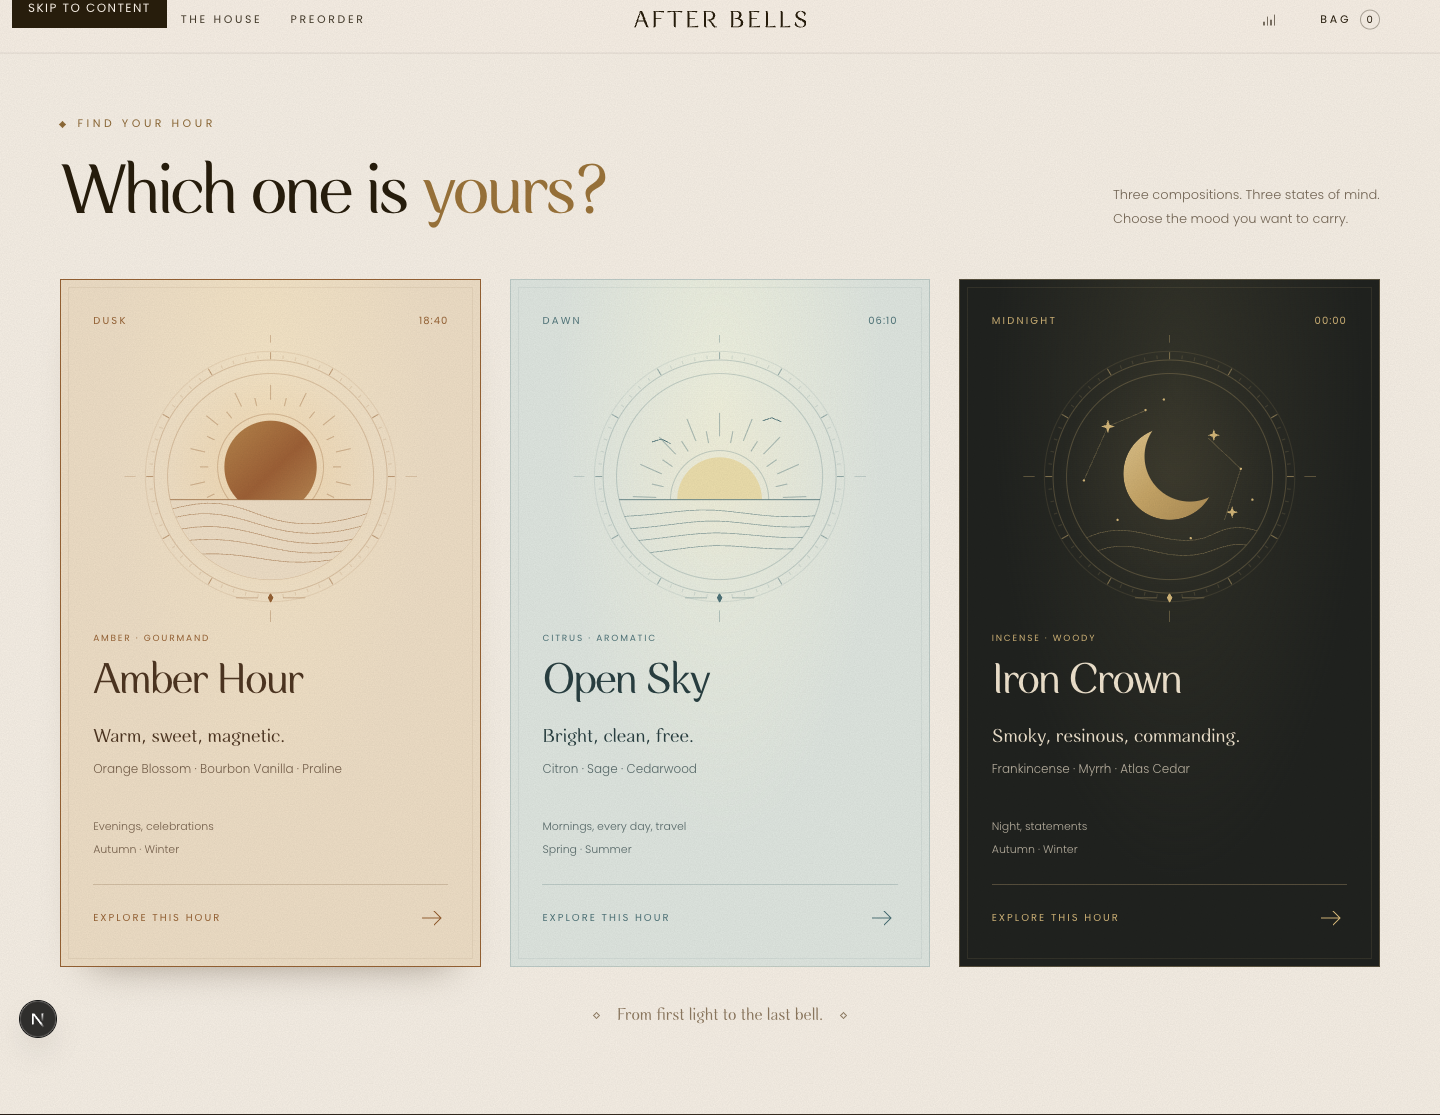 SKIP TO CONTENT
THE HOUSE
PREORDER
AFTER BELLS
BAG 0
FIND YOUR HOUR
Which one is yours?
Three compositions. Three states of mind.
Choose the mood you want to carry.
DUSK 18:40
AMBER · GOURMAND
Amber Hour
Warm, sweet, magnetic.
Orange Blossom · Bourbon Vanilla · Praline
Evenings, celebrations
Autumn · Winter
EXPLORE THIS HOUR
DAWN 06:10
CITRUS · AROMATIC
Open Sky
Bright, clean, free.
Citron · Sage · Cedarwood
Mornings, every day, travel
Spring · Summer
EXPLORE THIS HOUR
MIDNIGHT 00:00
INCENSE · WOODY
Iron Crown
Smoky, resinous, commanding.
Frankincense · Myrrh · Atlas Cedar
Night, statements
Autumn · Winter
EXPLORE THIS HOUR
From first light to the last bell.
N